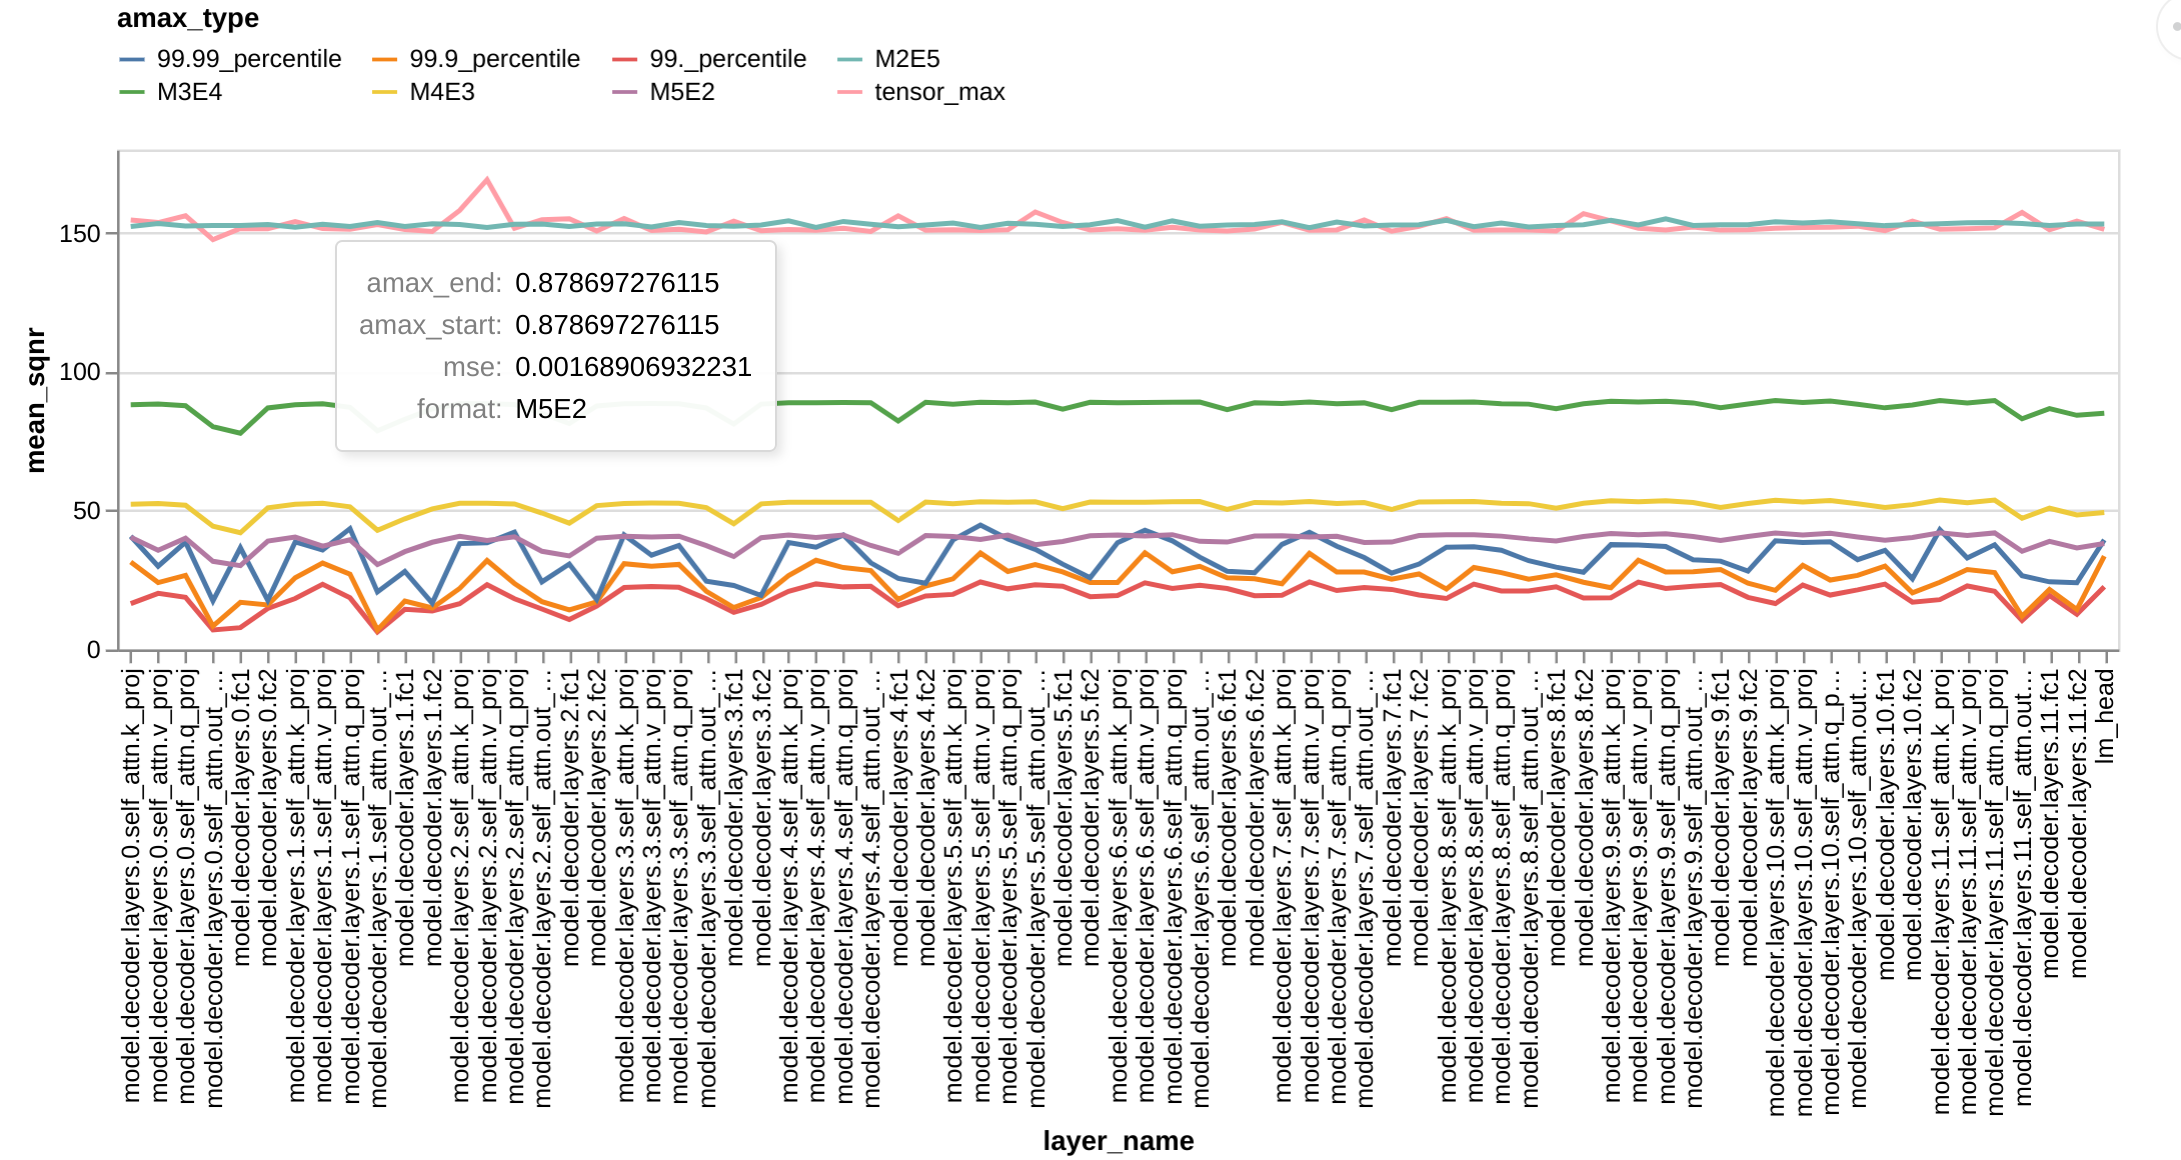 amax_type
99.99_percentile 99.9_percentile 99._percentile M2E5
M3E4 M4E3 M5E2 tensor_max
mean_sqnr
150
100
50
0
amax_end: 0.878697276115
amax_start: 0.878697276115
mse: 0.00168906932231
format: M5E2
model.decoder.layers.0.self_attn.k_proj
model.decoder.layers.0.self_attn.v_proj
model.decoder.layers.0.self_attn.q_proj
model.decoder.layers.0.self_attn.out_…
model.decoder.layers.0.fc1
model.decoder.layers.0.fc2
model.decoder.layers.1.self_attn.k_proj
model.decoder.layers.1.self_attn.v_proj
model.decoder.layers.1.self_attn.q_proj
model.decoder.layers.1.self_attn.out_…
model.decoder.layers.1.fc1
model.decoder.layers.1.fc2
model.decoder.layers.2.self_attn.k_proj
model.decoder.layers.2.self_attn.v_proj
model.decoder.layers.2.self_attn.q_proj
model.decoder.layers.2.self_attn.out_…
model.decoder.layers.2.fc1
model.decoder.layers.2.fc2
model.decoder.layers.3.self_attn.k_proj
model.decoder.layers.3.self_attn.v_proj
model.decoder.layers.3.self_attn.q_proj
model.decoder.layers.3.self_attn.out_…
model.decoder.layers.3.fc1
model.decoder.layers.3.fc2
model.decoder.layers.4.self_attn.k_proj
model.decoder.layers.4.self_attn.v_proj
model.decoder.layers.4.self_attn.q_proj
model.decoder.layers.4.self_attn.out_…
model.decoder.layers.4.fc1
model.decoder.layers.4.fc2
model.decoder.layers.5.self_attn.k_proj
model.decoder.layers.5.self_attn.v_proj
model.decoder.layers.5.self_attn.q_proj
model.decoder.layers.5.self_attn.out_…
model.decoder.layers.5.fc1
model.decoder.layers.5.fc2
model.decoder.layers.6.self_attn.k_proj
model.decoder.layers.6.self_attn.v_proj
model.decoder.layers.6.self_attn.q_proj
model.decoder.layers.6.self_attn.out_…
model.decoder.layers.6.fc1
model.decoder.layers.6.fc2
model.decoder.layers.7.self_attn.k_proj
model.decoder.layers.7.self_attn.v_proj
model.decoder.layers.7.self_attn.q_proj
model.decoder.layers.7.self_attn.out_…
model.decoder.layers.7.fc1
model.decoder.layers.7.fc2
model.decoder.layers.8.self_attn.k_proj
model.decoder.layers.8.self_attn.v_proj
model.decoder.layers.8.self_attn.q_proj
model.decoder.layers.8.self_attn.out_…
model.decoder.layers.8.fc1
model.decoder.layers.8.fc2
model.decoder.layers.9.self_attn.k_proj
model.decoder.layers.9.self_attn.v_proj
model.decoder.layers.9.self_attn.q_proj
model.decoder.layers.9.self_attn.out_…
model.decoder.layers.9.fc1
model.decoder.layers.9.fc2
model.decoder.layers.10.self_attn.k_proj
model.decoder.layers.10.self_attn.v_proj
model.decoder.layers.10.self_attn.q_p…
model.decoder.layers.10.self_attn.out…
model.decoder.layers.10.fc1
model.decoder.layers.10.fc2
model.decoder.layers.11.self_attn.k_proj
model.decoder.layers.11.self_attn.v_proj
model.decoder.layers.11.self_attn.q_proj
model.decoder.layers.11.self_attn.out…
model.decoder.layers.11.fc1
model.decoder.layers.11.fc2
lm_head
layer_name